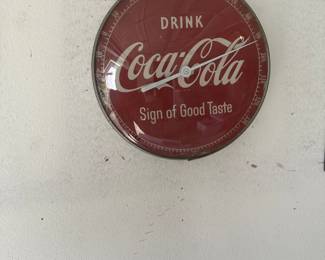 DRINK
Coca-Cola
Sign of Good Taste